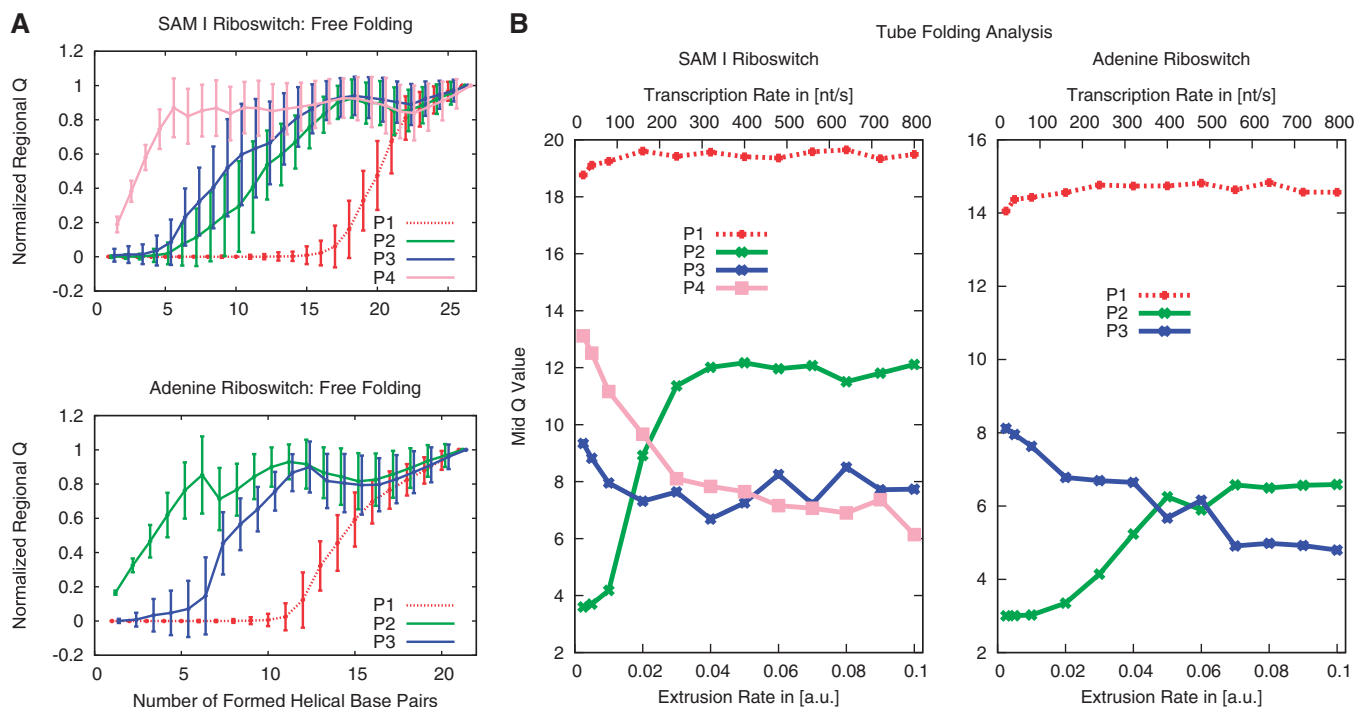 A
SAM I Riboswitch: Free Folding
Normalized Regional Q
1.2
1
0.8
0.6
0.4
0.2
0
-0.2
P1
P2
P3
P4
0 5 10 15 20 25
Adenine Riboswitch: Free Folding
Normalized Regional Q
1.2
1
0.8
0.6
0.4
0.2
0
-0.2
P1
P2
P3
0 5 10 15 20
Number of Formed Helical Base Pairs
B
Tube Folding Analysis
SAM I Riboswitch
Transcription Rate in [nt/s]
0 100 200 300 400 500 600 700 800
Mid Q Value
20
18
16
14
12
10
8
6
4
2
P1
P2
P3
P4
0 0.02 0.04 0.06 0.08 0.1
Extrusion Rate in [a.u.]
Adenine Riboswitch
Transcription Rate in [nt/s]
0 100 200 300 400 500 600 700 800
16
14
12
10
8
6
4
2
P1
P2
P3
0 0.02 0.04 0.06 0.08 0.1
Extrusion Rate in [a.u.]